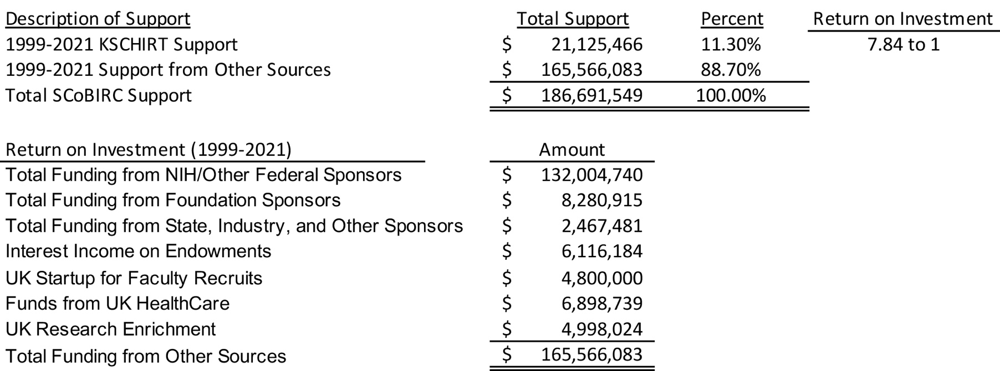 Description of Support Total Support Percent Return on Investment
1999-2021 KSCHIRT Support $ 21,125,466 11.30% 7.84 to 1
1999-2021 Support from Other Sources $ 165,566,083 88.70%
Total SCoBIRC Support $ 186,691,549 100.00%
Return on Investment (1999-2021) Amount
Total Funding from NIH/Other Federal Sponsors $ 132,004,740
Total Funding from Foundation Sponsors $ 8,280,915
Total Funding from State, Industry, and Other Sponsors $ 2,467,481
Interest Income on Endowments $ 6,116,184
UK Startup for Faculty Recruits $ 4,800,000
Funds from UK HealthCare $ 6,898,739
UK Research Enrichment $ 4,998,024
Total Funding from Other Sources $ 165,566,083